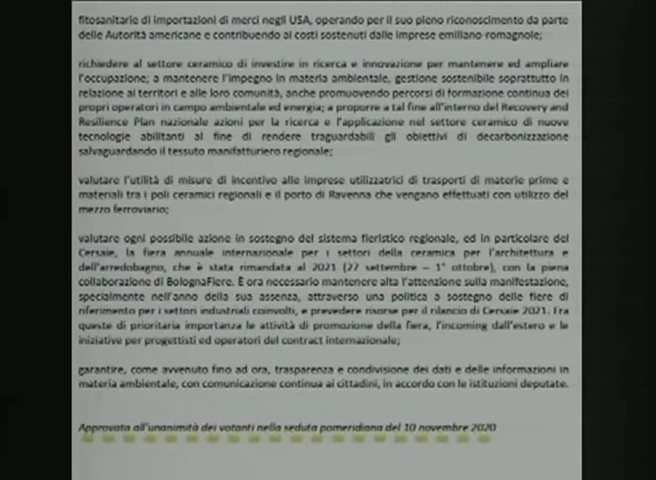 fitosanitarie di importazioni di merci negli USA, operando per il suo pieno riconoscimento da parte
delle Autorità americane e contribuendo ai costi sostenuti dalle imprese emiliano-romagnole;
richiedere al settore ceramico di investire in ricerca e innovazione per mantenere ed ampliare
l'occupazione; a mantenere l'impegno in materia ambientale, gestione sostenibile soprattutto in
relazione ai territori e alle loro comunità, anche promuovendo percorsi di formazione continua dei
propri operatori in campo ambientale ed energia; a proporre a tal fine all'interno del Recovery and
Resilience Plan nazionale azioni per la ricerca e l'applicazione nel settore ceramico di nuove
tecnologie abilitanti al fine di rendere traguardabili gli obiettivi di decarbonizzazione
salvaguardando il tessuto manifatturiero regionale;
valutare l'utilità di misure di incentivo alle imprese utilizzatrici di trasporti di materie prime e
materiali tra i poli ceramici regionali e il porto di Ravenna che vengano effettuati con utilizzo del
mezzo ferroviario;
valutare ogni possibile azione in sostegno del sistema fieristico regionale, ed in particolare del
Cersaie, la fiera annuale internazionale per i settori della ceramica per l'architettura e
dell'arredobagno, che è stata rimandata al 2021 (27 settembre – 1° ottobre), con la piena
collaborazione di BolognaFiere. È ora necessario mantenere alta l'attenzione sulla manifestazione,
specialmente nell'anno della sua assenza, attraverso una politica a sostegno delle fiere di
riferimento per i settori industriali coinvolti, e prevedere risorse per il rilancio di Cersaie 2021. Fra
queste di prioritaria importanza le attività di promozione della fiera, l'incoming dall'estero e le
iniziative per progettisti ed operatori del contract internazionale;
garantire, come avvenuto fino ad ora, trasparenza e condivisione dei dati e delle informazioni in
materia ambientale, con comunicazione continua ai cittadini, in accordo con le istituzioni deputate.
Approvata all'unanimità dei votanti nella seduta pomeridiana del 10 novembre 2020